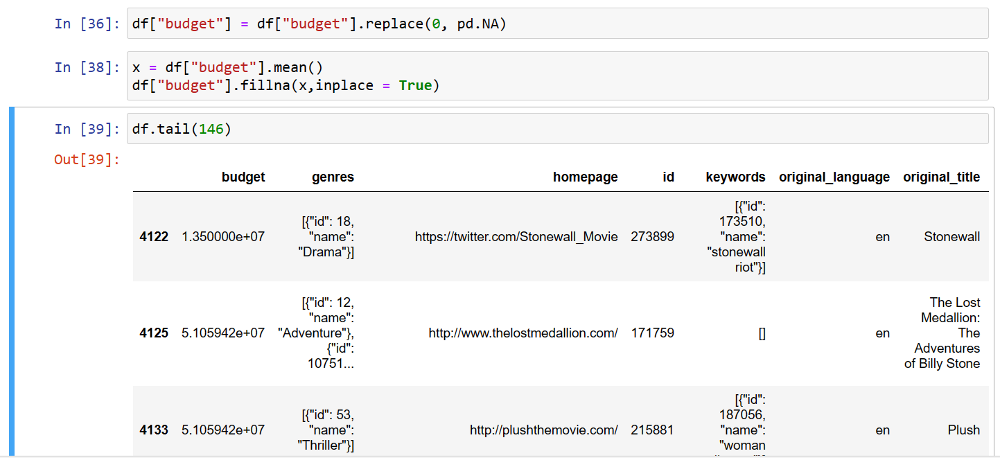 In [36]: df["budget"] = df["budget"].replace(0, pd.NA)
In [38]: x = df["budget"].mean()
df["budget"].fillna(x,inplace = True)
In [39]: df.tail(146)
Out[39]:
budget genres homepage id keywords original_language original_title
[{"id":
[{"id": 18, 173510,
4122 1.350000e+07 "name": https://twitter.com/Stonewall_Movie 273899 "name": en Stonewall
"Drama"}] "stonewall
riot"}]
[{"id": 12, The Lost
"name": Medallion:
4125 5.105942e+07 "Adventure"}, http://www.thelostmedallion.com/ 171759 [] en The
{"id": Adventures
10751... of Billy Stone
[{"id":
[{"id": 53, 187056,
4133 5.105942e+07 "name": http://plushthemovie.com/ 215881 "name": en Plush
"Thriller"}] "woman